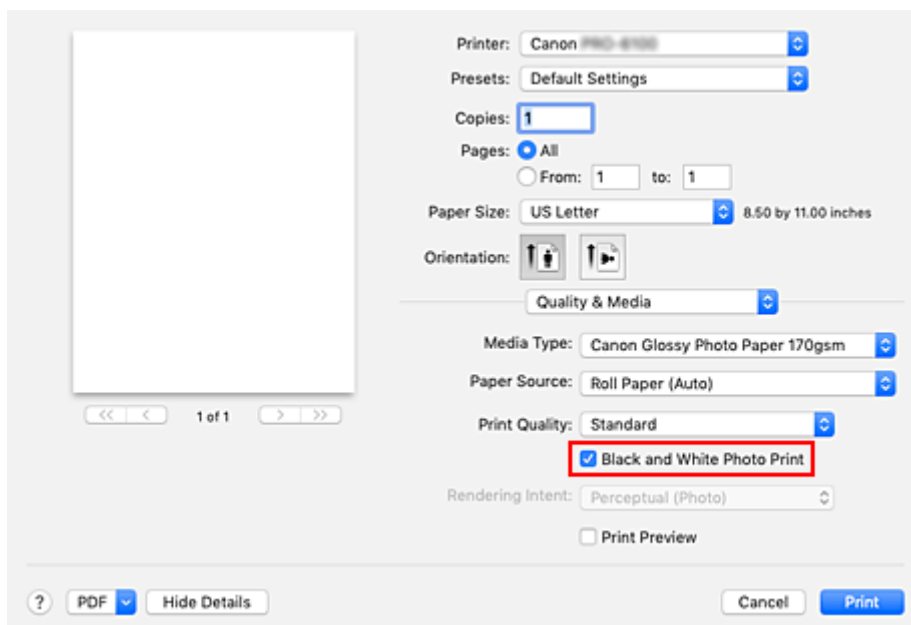 Printer: Canon
Presets: Default Settings
Copies: 1
Pages: All
From: 1 to: 1
Paper Size: US Letter 8.50 by 11.00 inches
Orientation:
Quality & Media
Media Type: Canon Glossy Photo Paper 170gsm
Paper Source: Roll Paper (Auto)
<< < 1 of 1 > >>
Print Quality: Standard
Black and White Photo Print
Rendering Intent: Perceptual (Photo)
Print Preview
? PDF Hide Details Cancel Print